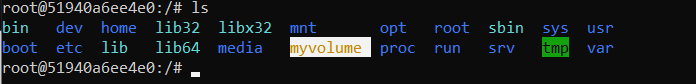 root@51940a6ee4e0:/# ls
bin dev home lib32 libx32 mnt opt root sbin sys usr
boot etc lib lib64 media myvolume proc run srv tmp var
root@51940a6ee4e0:/#